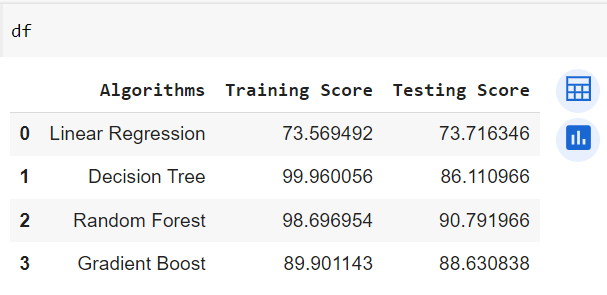 df
Algorithms Training Score Testing Score
0 Linear Regression 73.569492 73.716346
1 Decision Tree 99.960056 86.110966
2 Random Forest 98.696954 90.791966
3 Gradient Boost 89.901143 88.630838